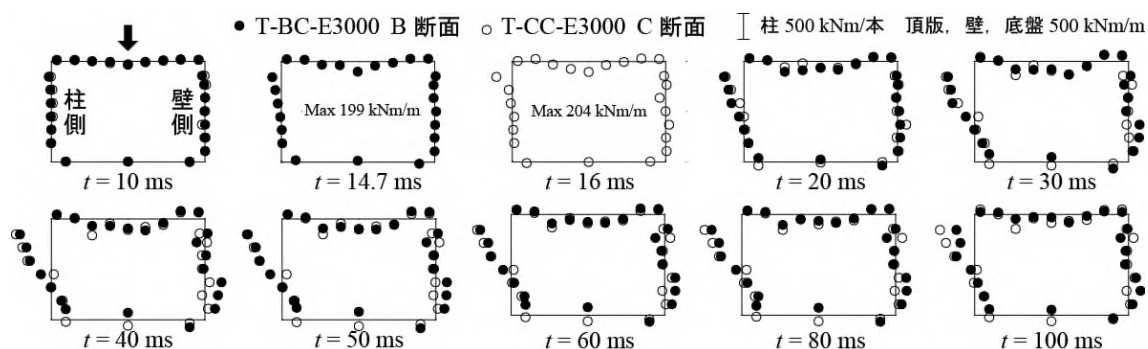 T-BC-E3000 B 断面 T-CC-E3000 C 断面 柱 500 kNm/本 頂版，壁，底盤 500 kNm/m
柱側
壁側
Max 199 kNm/m
Max 204 kNm/m
t = 10 ms
t = 14.7 ms
t = 16 ms
t = 20 ms
t = 30 ms
t = 40 ms
t = 50 ms
t = 60 ms
t = 80 ms
t = 100 ms